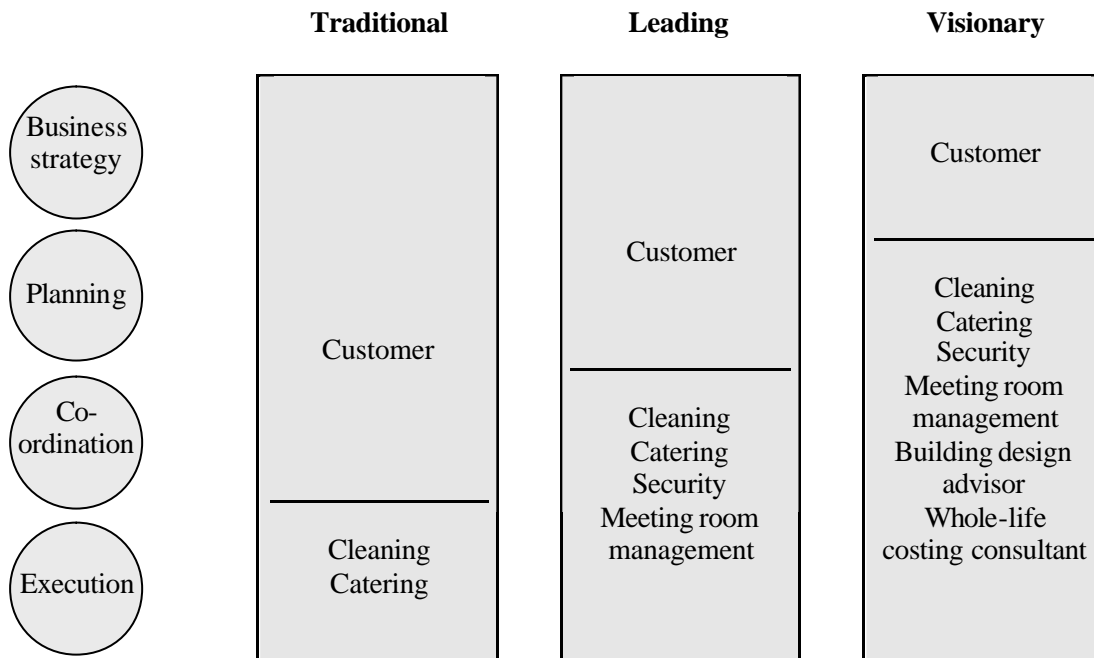 Traditional
Leading
Visionary
Business
strategy
Planning
Co-
ordination
Execution
Customer
Cleaning
Catering
Customer
Cleaning
Catering
Security
Meeting room
management
Customer
Cleaning
Catering
Security
Meeting room
management
Building design
advisor
Whole-life
costing consultant